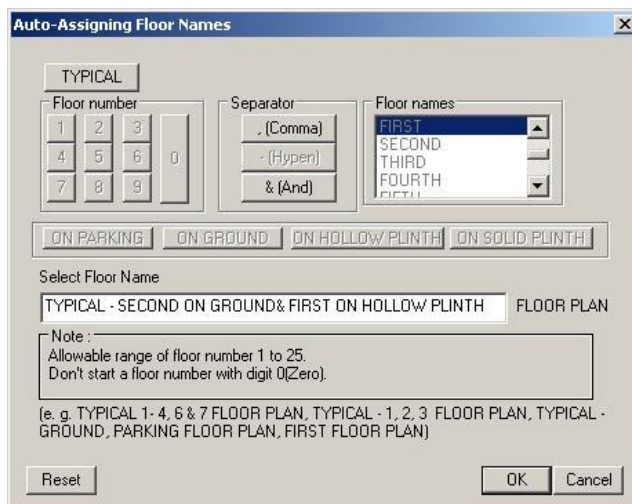 Auto-Assigning Floor Names
TYPICAL
Floor number
Separator
Floor names
1 2 3
4 5 6 0
7 8 9
, (Comma)
- (Hypen)
& (And)
FIRST
SECOND
THIRD
FOURTH
FIFTH
ON PARKING ON GROUND ON HOLLOW PLINTH ON SOLID PLINTH
Select Floor Name
TYPICAL - SECOND ON GROUND& FIRST ON HOLLOW PLINTH FLOOR PLAN
Note :
Allowable range of floor number 1 to 25.
Don't start a floor number with digit 0(Zero).
(e. g. TYPICAL 1- 4, 6 & 7 FLOOR PLAN, TYPICAL - 1, 2, 3 FLOOR PLAN, TYPICAL -
GROUND, PARKING FLOOR PLAN, FIRST FLOOR PLAN)
Reset OK Cancel